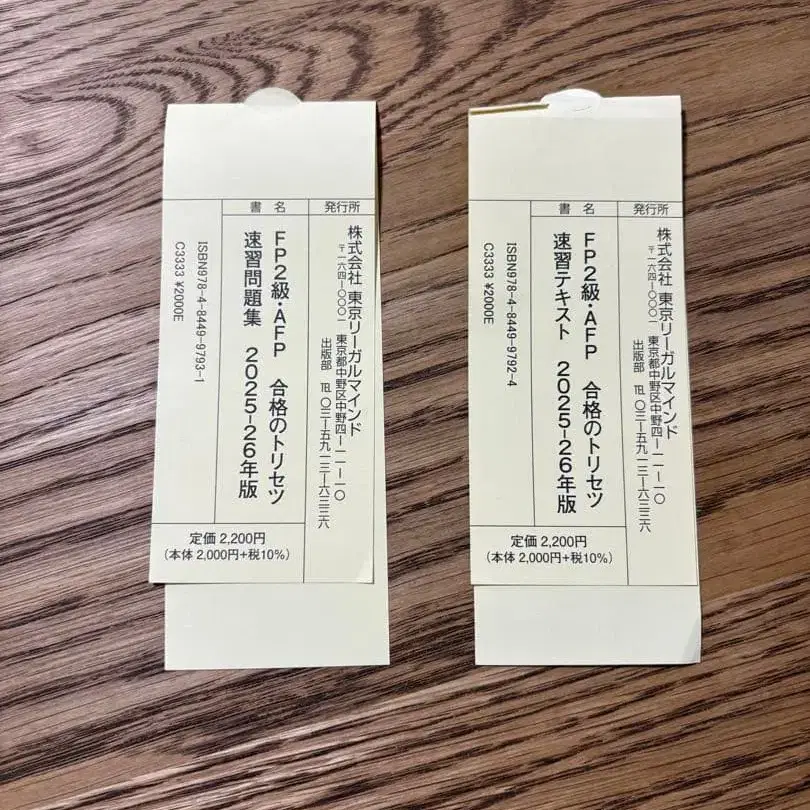 発行所
株式会社 東京リーガルマインド
〒一六四-〇〇〇一 東京都中野区中野四-一一-一〇
出版部 ℡〇三-五九一三-六三三六
書名
FP2級・AFP 合格のトリセツ
速習問題集 2025-26年版
ISBN978-4-8449-9793-1
C3333 ¥2000E
定価 2,200円
(本体 2,000円+税10%)
発行所
株式会社 東京リーガルマインド
〒一六四-〇〇〇一 東京都中野区中野四-一一-一〇
出版部 ℡〇三-五九一三-六三三六
書名
FP2級・AFP 合格のトリセツ
速習テキスト 2025-26年版
ISBN978-4-8449-9792-4
C3333 ¥2000E
定価 2,200円
(本体 2,000円+税10%)